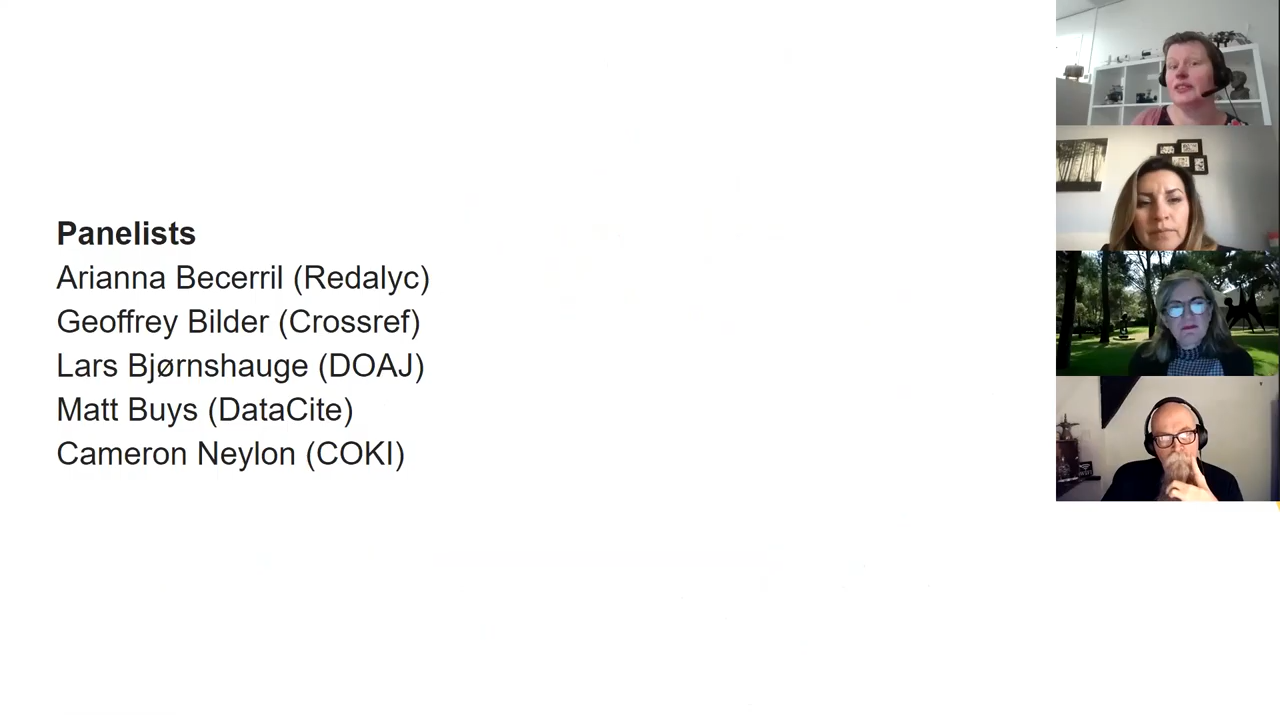 Panelists
Arianna Becerril (Redalyc)
Geoffrey Bilder (Crossref)
Lars Bjørnshauge (DOAJ)
Matt Buys (DataCite)
Cameron Neylon (COKI)